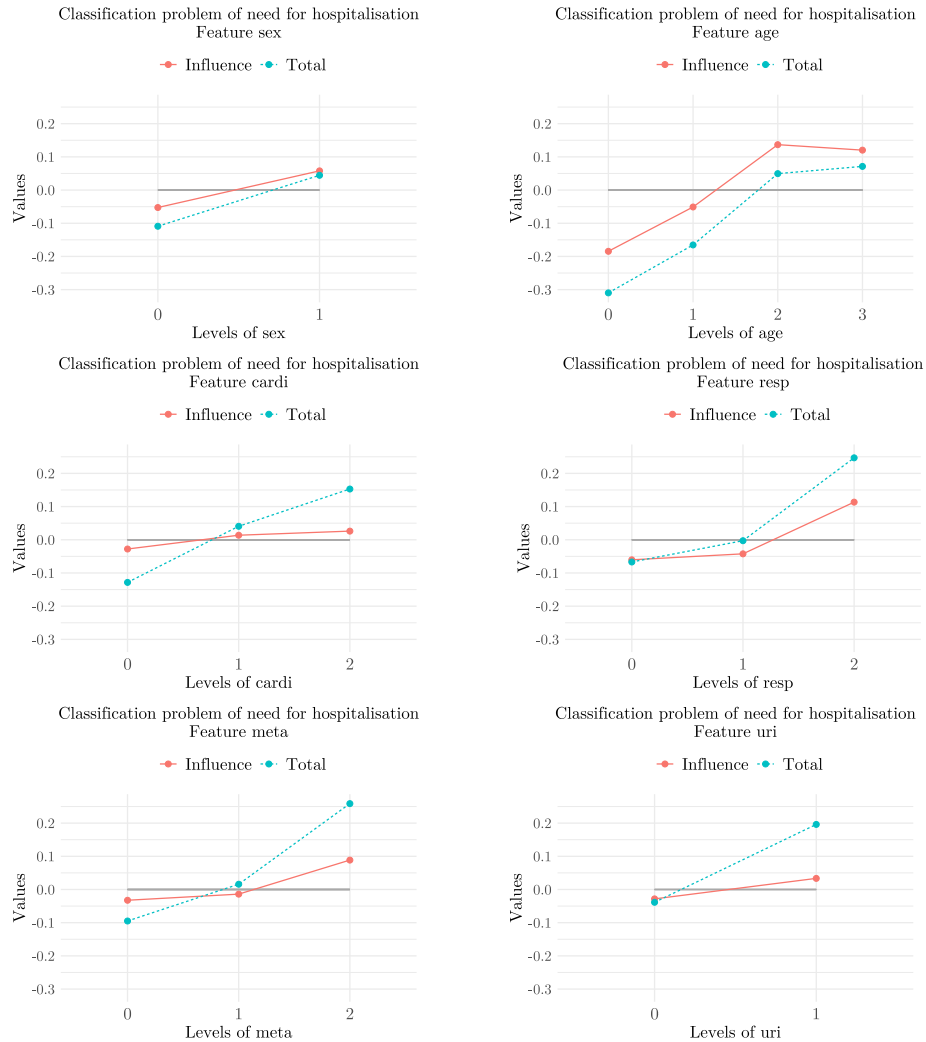 Classification problem of need for hospitalisation
Feature sex
Influence Total
0.2
0.1
0.0
-0.1
-0.2
-0.3
Values
0 1
Levels of sex
Classification problem of need for hospitalisation
Feature age
Influence Total
0.2
0.1
0.0
-0.1
-0.2
-0.3
Values
0 1 2 3
Levels of age
Classification problem of need for hospitalisation
Feature cardi
Influence Total
0.2
0.1
0.0
-0.1
-0.2
-0.3
Values
0 1 2
Levels of cardi
Classification problem of need for hospitalisation
Feature resp
Influence Total
0.2
0.1
0.0
-0.1
-0.2
-0.3
Values
0 1 2
Levels of resp
Classification problem of need for hospitalisation
Feature meta
Influence Total
0.2
0.1
0.0
-0.1
-0.2
-0.3
Values
0 1 2
Levels of meta
Classification problem of need for hospitalisation
Feature uri
Influence Total
0.2
0.1
0.0
-0.1
-0.2
-0.3
Values
0 1
Levels of uri